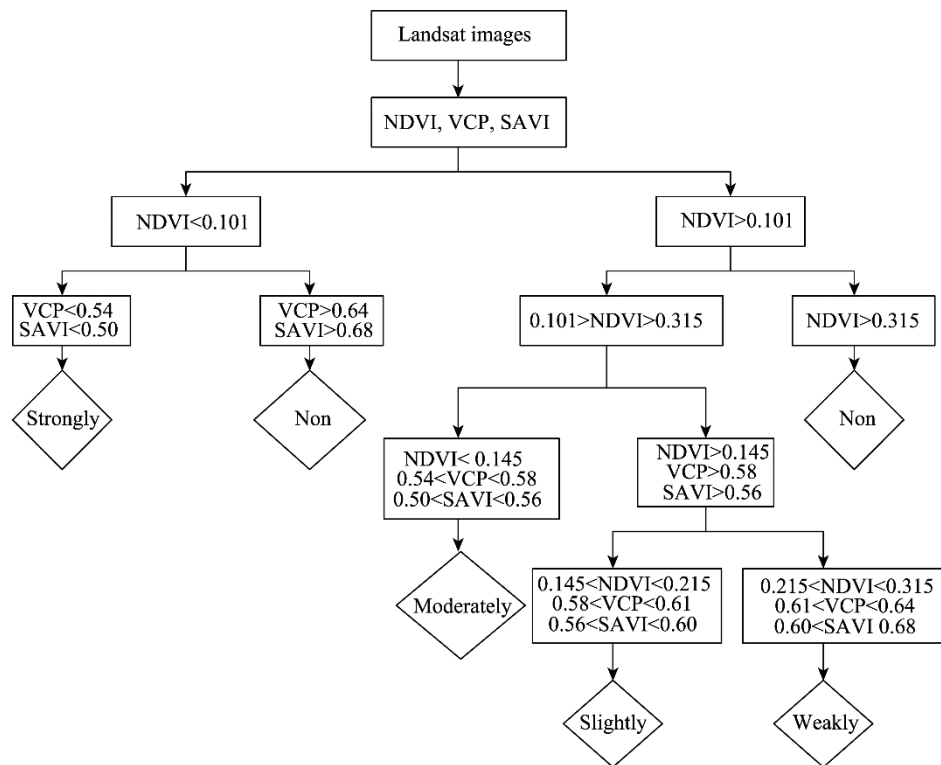 Landsat images
NDVI, VCP, SAVI
NDVI<0.101
NDVI>0.101
VCP<0.54
SAVI<0.50
VCP>0.64
SAVI>0.68
0.101>NDVI>0.315
NDVI>0.315
Strongly
Non
Non
NDVI< 0.145
0.54<VCP<0.58
0.50<SAVI<0.56
NDVI>0.145
VCP>0.58
SAVI>0.56
Moderately
0.145<NDVI<0.215
0.58<VCP<0.61
0.56<SAVI<0.60
0.215<NDVI<0.315
0.61<VCP<0.64
0.60<SAVI 0.68
Slightly
Weakly